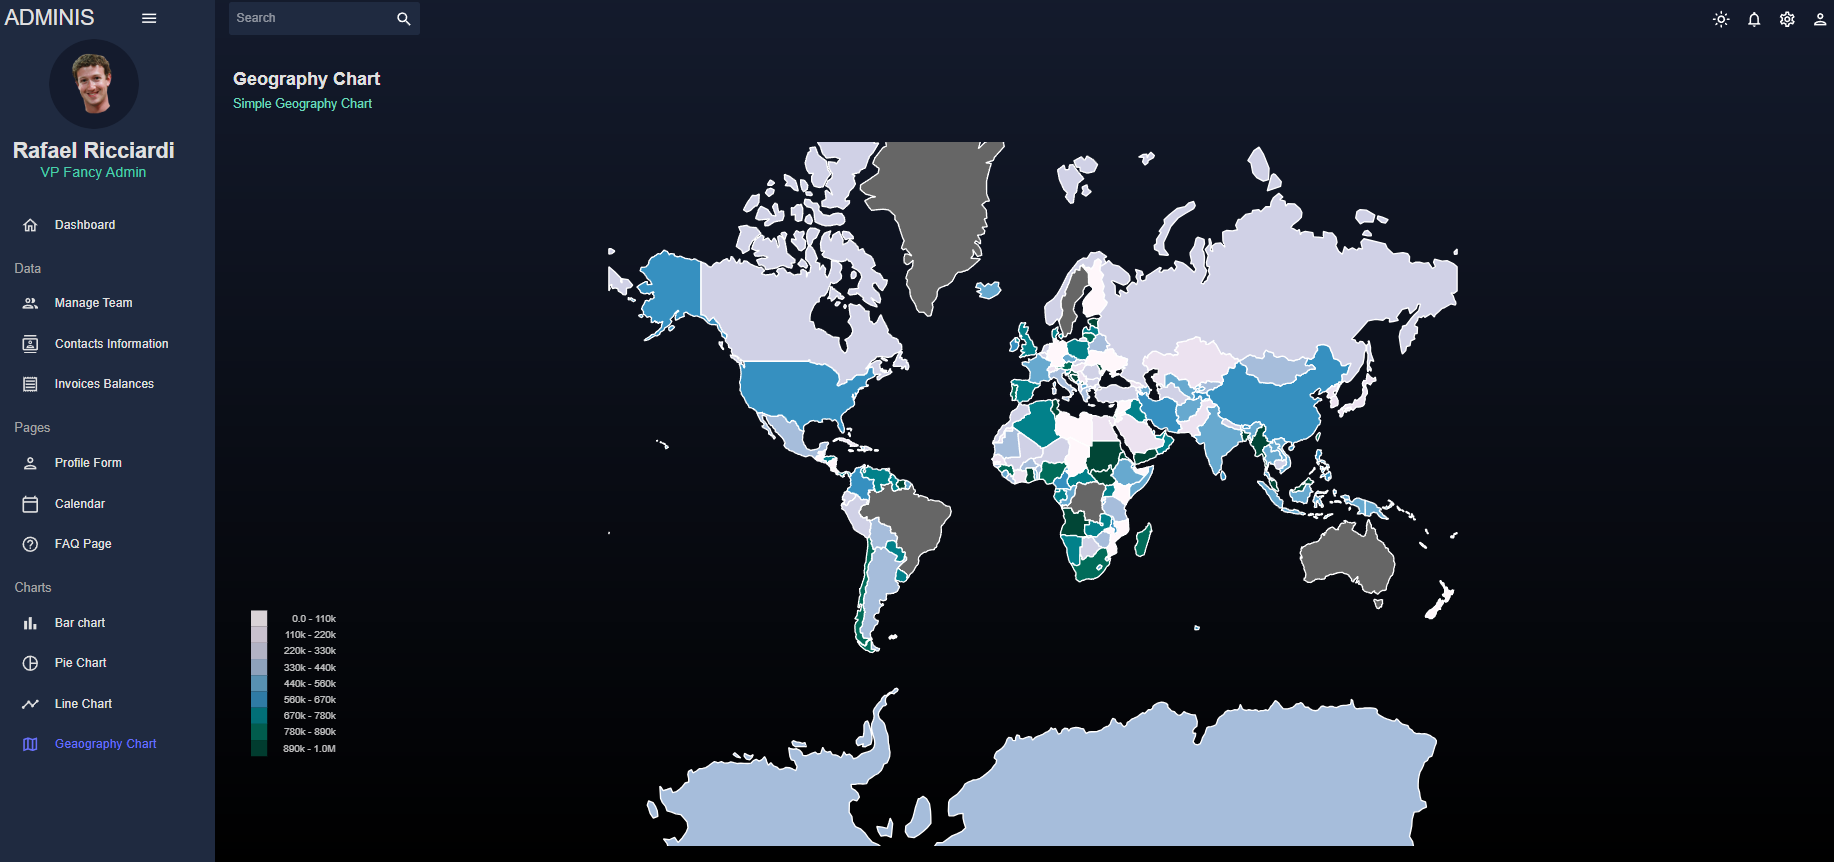 ADMINIS
Search
Rafael Ricciardi
VP Fancy Admin
Dashboard
Data
Manage Team
Contacts Information
Invoices Balances
Pages
Profile Form
Calendar
FAQ Page
Charts
Bar chart
Pie Chart
Line Chart
Geaography Chart
Geography Chart
Simple Geography Chart
0.0 - 110k
110k - 220k
220k - 330k
330k - 440k
440k - 560k
560k - 670k
670k - 780k
780k - 890k
890k - 1.0M